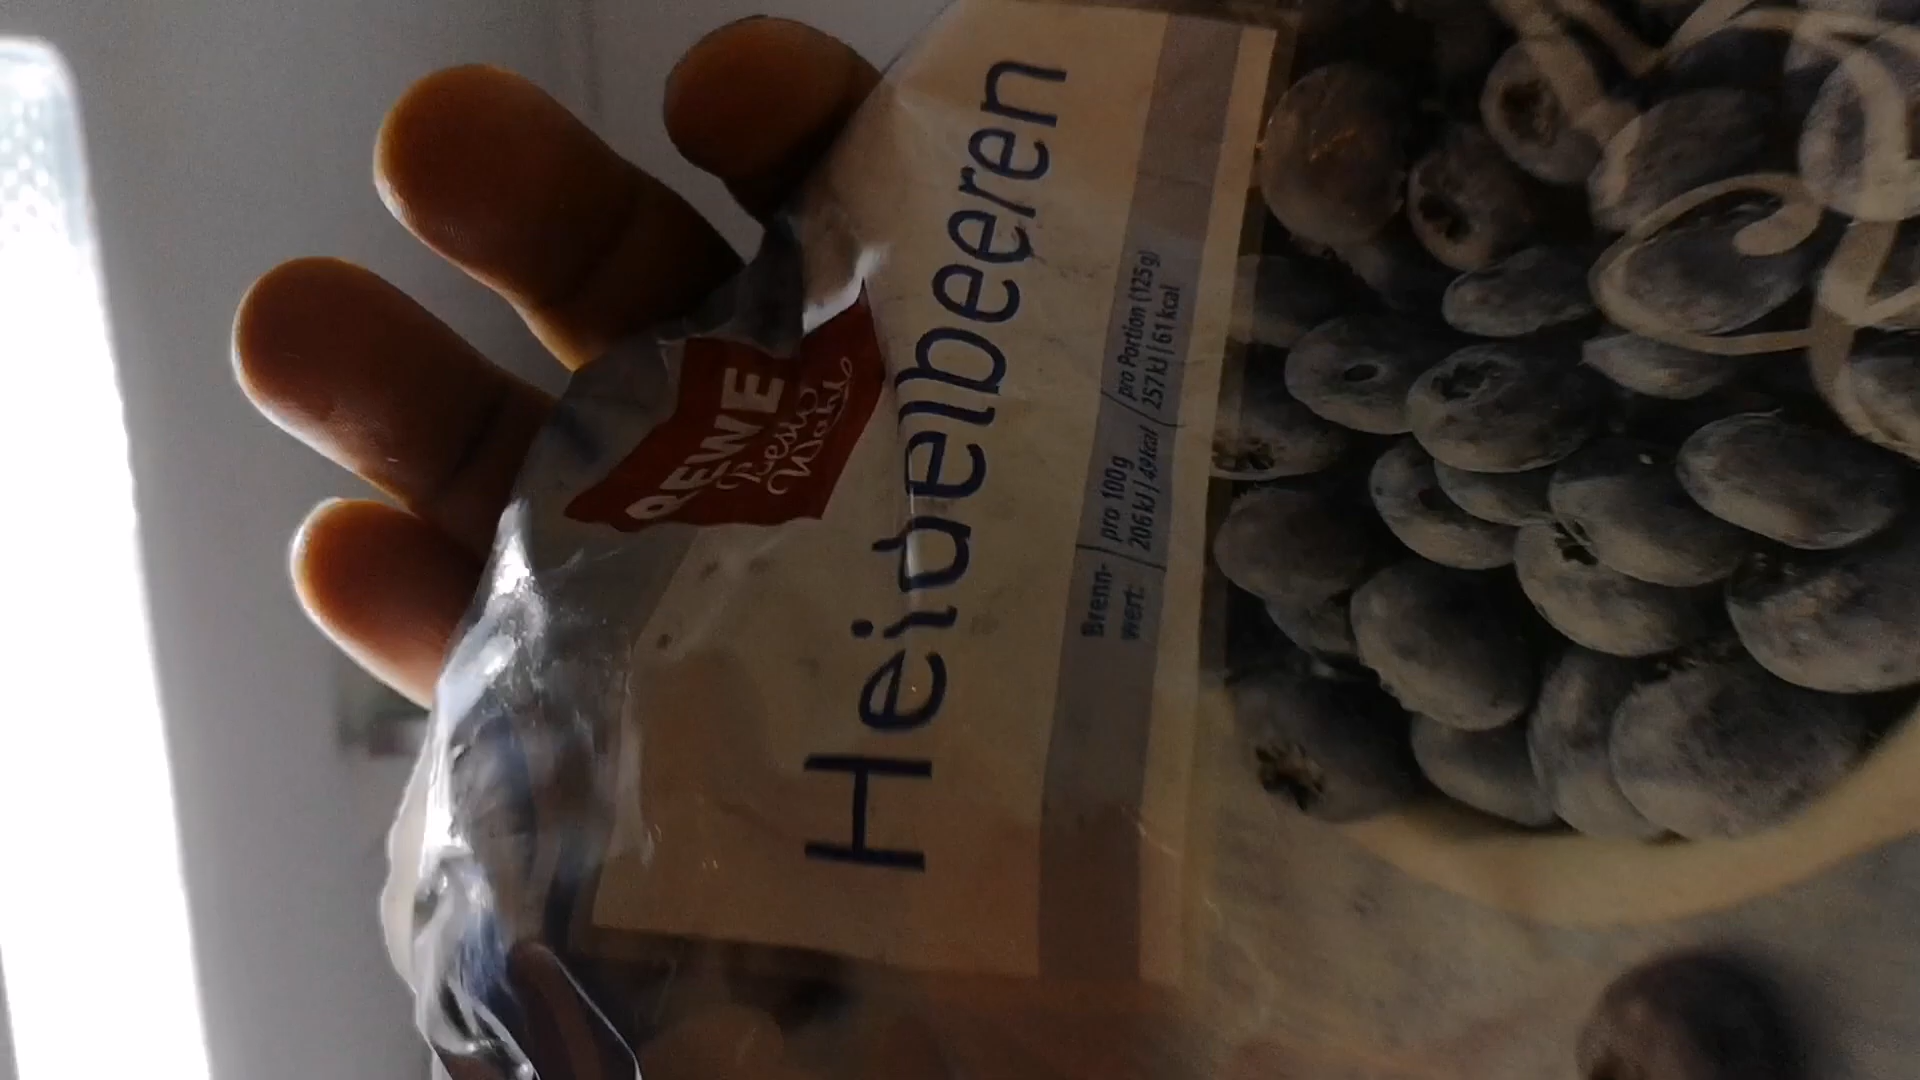 REWE
Beste
Wahl
Heidelbeeren
Brenn-
wert:
pro 100g
206 kJ | 49 kcal
pro Portion (125g)
257 kJ | 61 kcal